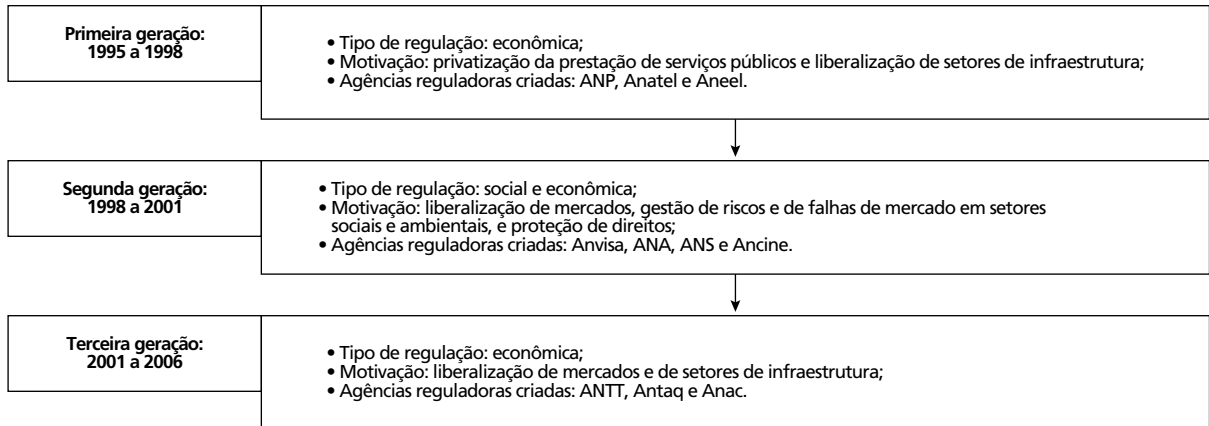 Primeira geração:
1995 a 1998
• Tipo de regulação: econômica;
• Motivação: privatização da prestação de serviços públicos e liberalização de setores de infraestrutura;
• Agências reguladoras criadas: ANP, Anatel e Aneel.
Segunda geração:
1998 a 2001
• Tipo de regulação: social e econômica;
• Motivação: liberalização de mercados, gestão de riscos e de falhas de mercado em setores
sociais e ambientais, e proteção de direitos;
• Agências reguladoras criadas: Anvisa, ANA, ANS e Ancine.
Terceira geração:
2001 a 2006
• Tipo de regulação: econômica;
• Motivação: liberalização de mercados e de setores de infraestrutura;
• Agências reguladoras criadas: ANTT, Antaq e Anac.